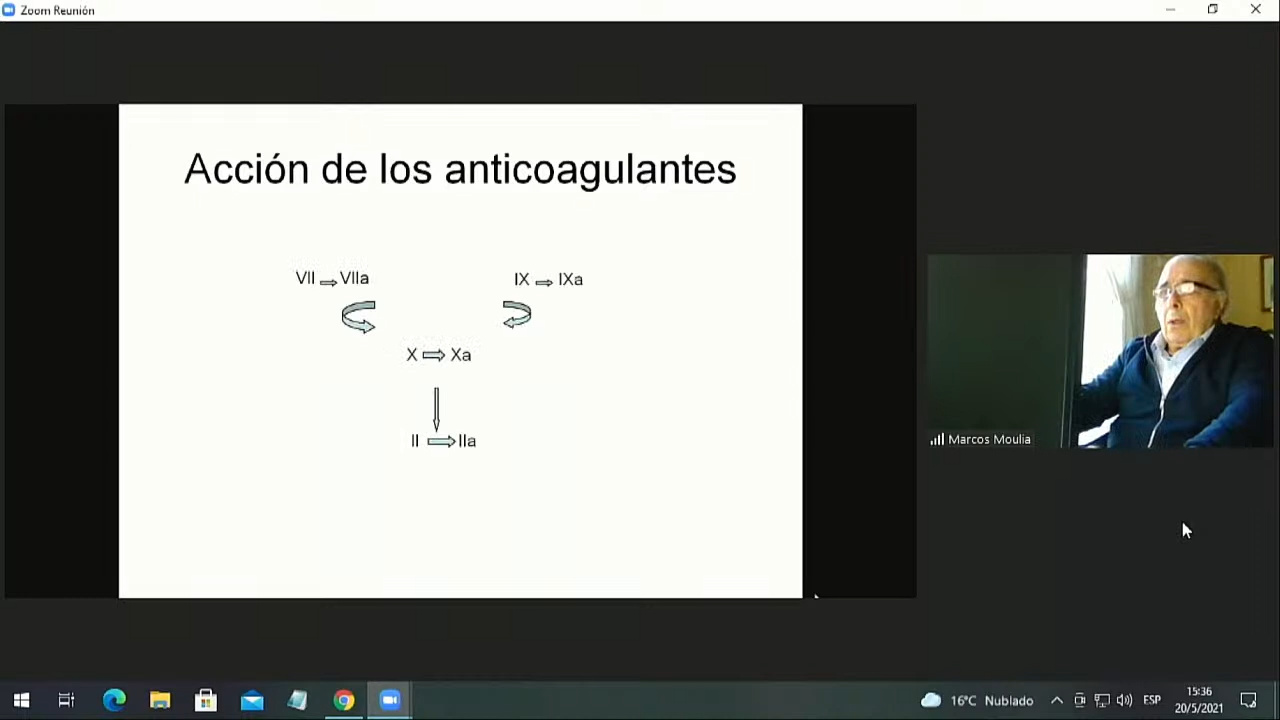 Zoom Reunión
Acción de los anticoagulantes
VII VIIa
IX IXa
X Xa
II IIa
Marcos Moulia
16°C Nublado
ESP
15:36
20/5/2021